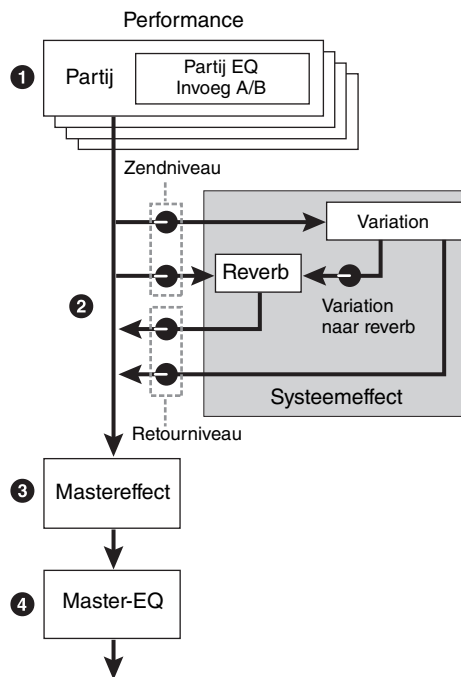 Performance
❶
Partij
Partij EQ
Invoeg A/B
Zendniveau
Variation
Reverb
❷
Variation
naar reverb
Systeemeffect
Retourniveau
❸
Mastereffect
❹
Master-EQ